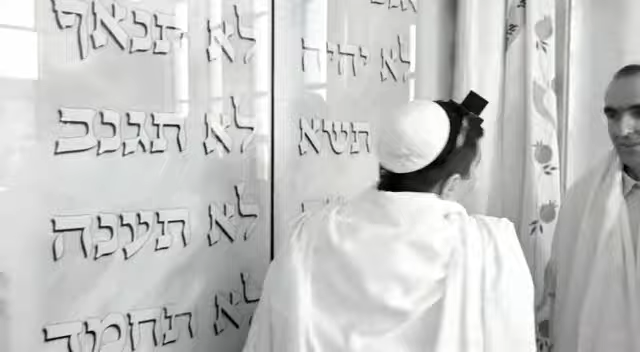 לא יהיה
תשא
לא תנאף
לא תגנב
לא תענה
לא תחמד